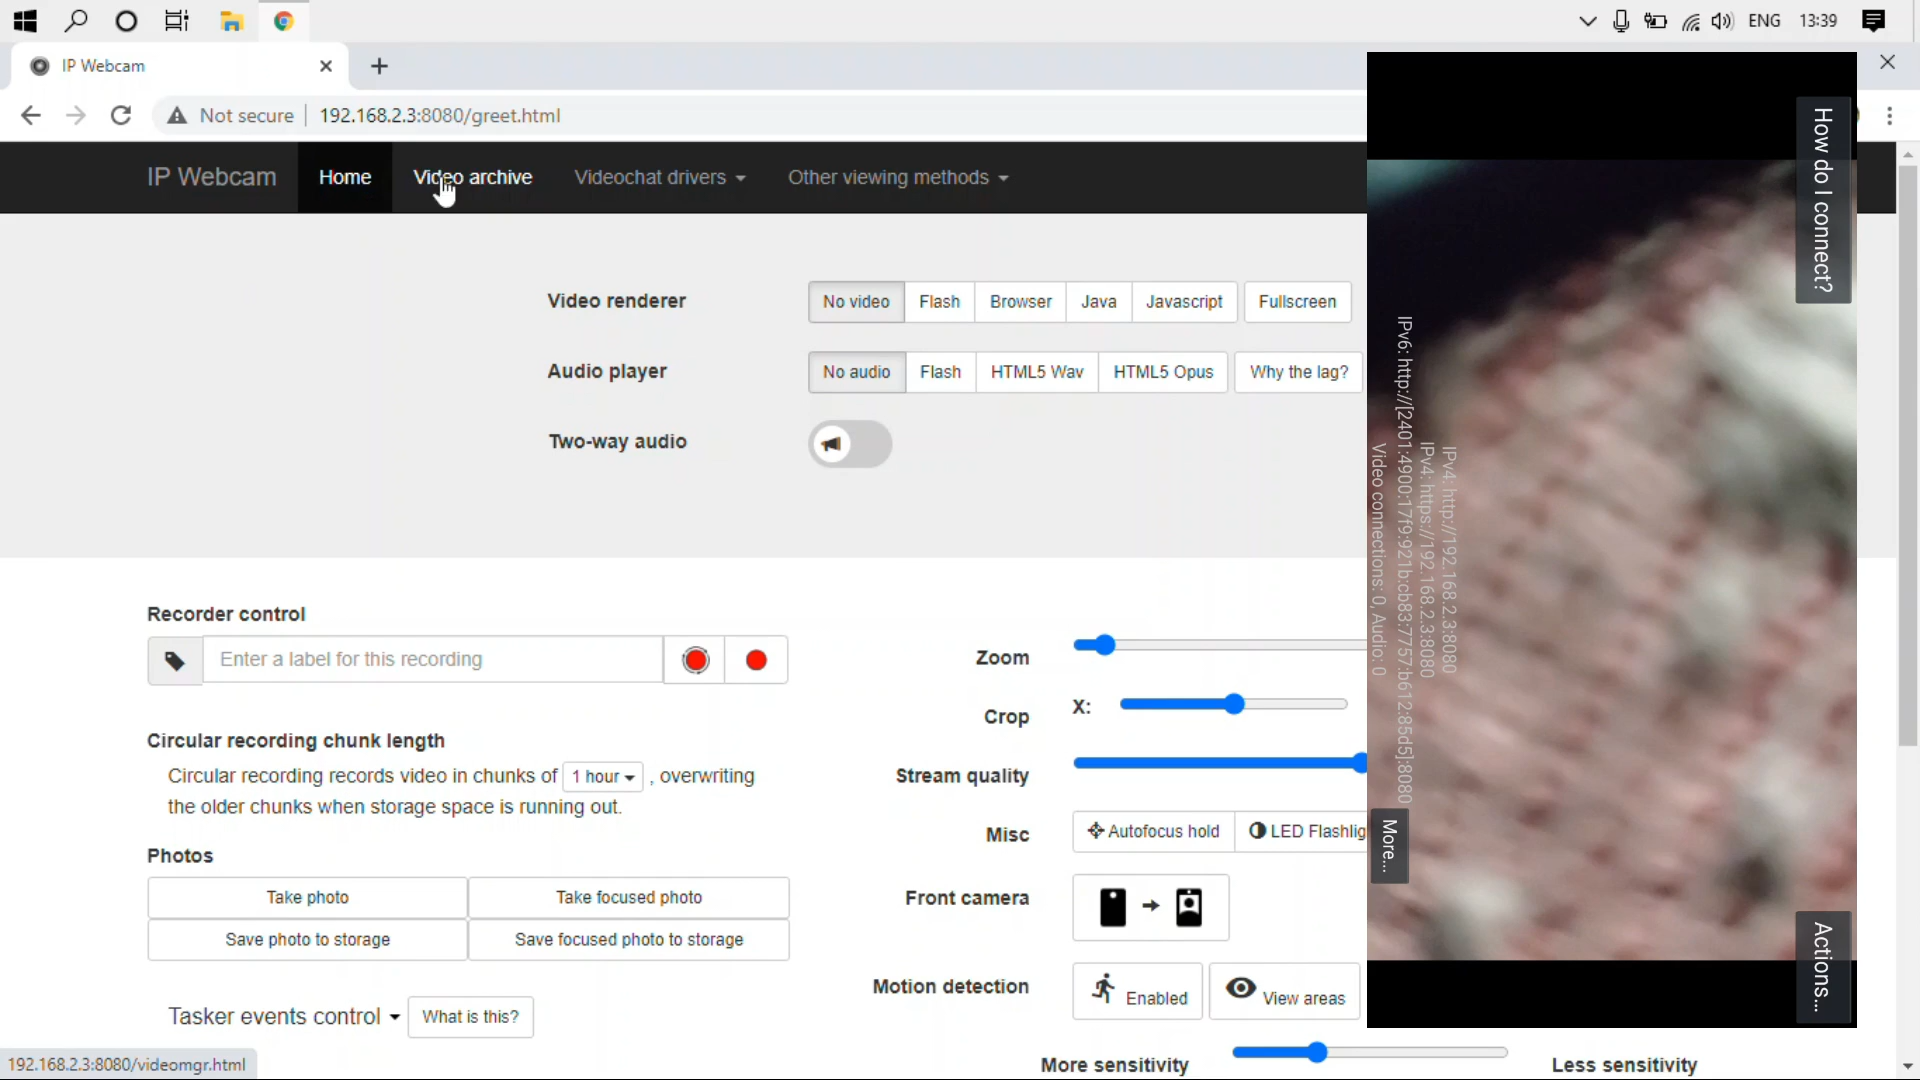 ENG 13:39
IP Webcam
Not secure 192.168.2.3:8080/greet.html
IP Webcam Home Video archive Videochat drivers Other viewing methods
Video renderer No video Flash Browser Java Javascript Fullscreen
Audio player No audio Flash HTML5 Wav HTML5 Opus Why the lag?
Two-way audio
Recorder control
Enter a label for this recording
Circular recording chunk length
Circular recording records video in chunks of 1 hour , overwriting
the older chunks when storage space is running out.
Photos
Take photo Take focused photo
Save photo to storage Save focused photo to storage
Tasker events control What is this?
Zoom
Crop X:
Stream quality
Misc Autofocus hold LED Flashlig
Front camera
Motion detection Enabled View areas
More sensitivity Less sensitivity
192.168.2.3:8080/videomgr.html
How do I connect?
IPv4: http://192.168.2.3:8080
IPv4: https://192.168.2.3:8080
IPv6: http://[2401:4900:17f9:921b:cb83:7757:b612:85d5]:8080
Video connections: 0, Audio: 0
More...
Actions...